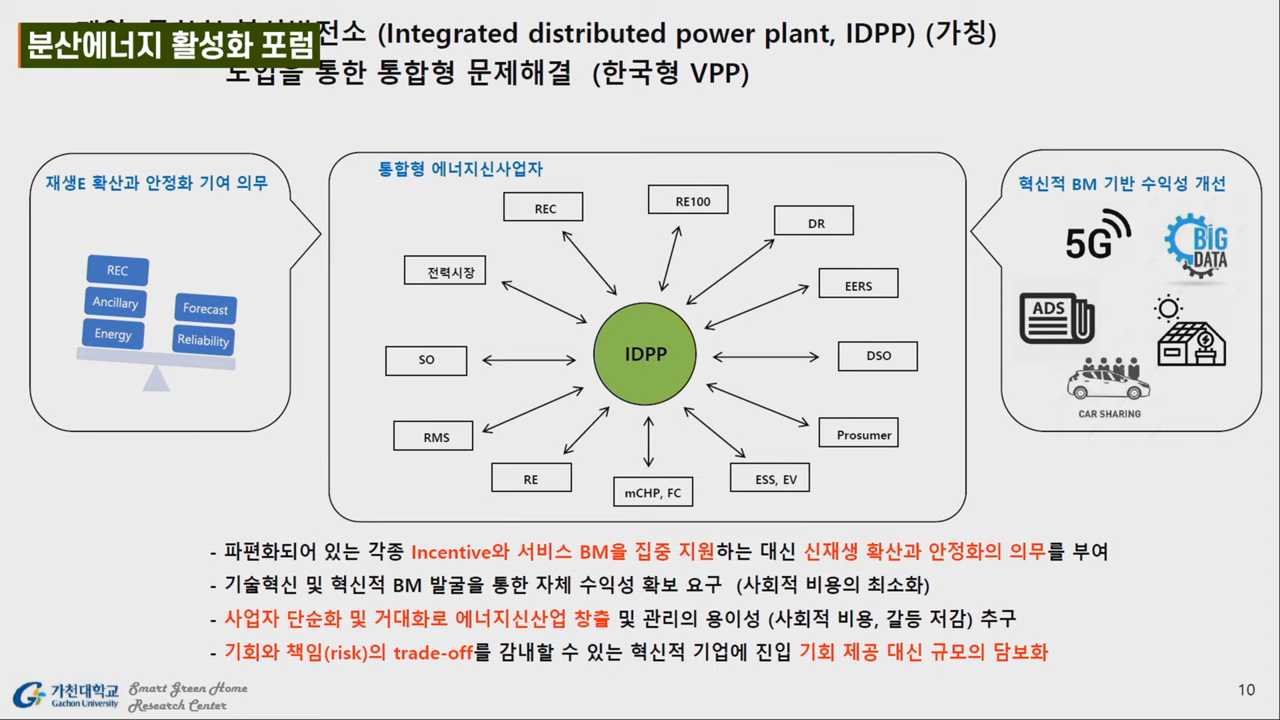 전소 (Integrated distributed power plant, IDPP) (가칭)
분산에너지 활성화 포럼
도입을 통한 통합형 문제해결 (한국형 VPP)
재생E 확산과 안정화 기여 의무
REC
Ancillary
Energy
Forecast
Reliability
통합형 에너지신사업자
REC
RE100
DR
전력시장
EERS
SO
IDPP
DSO
RMS
Prosumer
RE
mCHP, FC
ESS, EV
혁신적 BM 기반 수익성 개선
5G
BIG
DATA
ADS
CAR SHARING
- 파편화되어 있는 각종 Incentive와 서비스 BM을 집중 지원하는 대신 신재생 확산과 안정화의 의무를 부여
- 기술혁신 및 혁신적 BM 발굴을 통한 자체 수익성 확보 요구 (사회적 비용의 최소화)
- 사업자 단순화 및 거대화로 에너지신산업 창출 및 관리의 용이성 (사회적 비용, 갈등 저감) 추구
- 기회와 책임(risk)의 trade-off를 감내할 수 있는 혁신적 기업에 진입 기회 제공 대신 규모의 담보화
가천대학교
Gachon University
Smart Green Home
Research Center
10